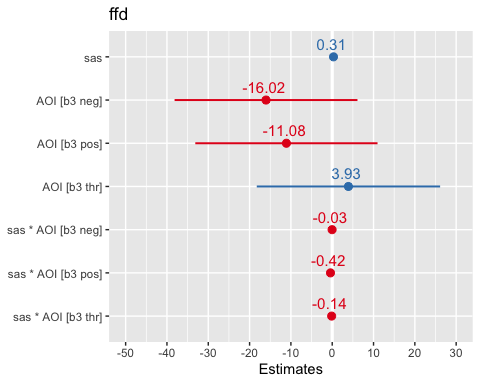 ffd
sas
0.31
AOI [b3 neg]
-16.02
AOI [b3 pos]
-11.08
AOI [b3 thr]
3.93
sas * AOI [b3 neg]
-0.03
sas * AOI [b3 pos]
-0.42
sas * AOI [b3 thr]
-0.14
-50 -40 -30 -20 -10 0 10 20 30
Estimates